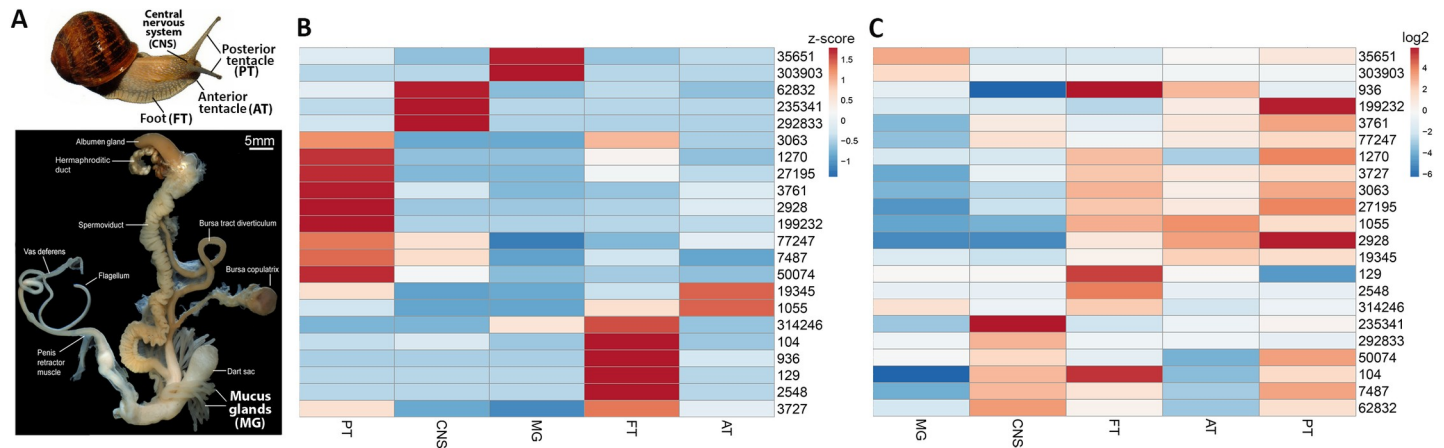 A
Central
nervous
system
(CNS)
Posterior
tentacle
(PT)
Anterior
tentacle (AT)
Foot (FT)
Albumen gland
5mm
Hermaphroditic
duct
Spermoviduct
Bursa tract diverticulum
Vas deferens
Flagellum
Bursa copulatrix
Penis
retractor
muscle
Dart sac
Mucus
glands
(MG)
B
z-score
1.5
1
0.5
0
-0.5
-1
35651
303903
62832
235341
292833
3063
1270
27195
3761
2928
199232
77247
7487
50074
19345
1055
314246
104
936
129
2548
3727
PT
CNS
MG
FT
AT
C
log2
6
4
2
0
-2
-4
-6
35651
303903
936
199232
3761
77247
1270
3727
3063
27195
1055
2928
19345
129
2548
314246
235341
292833
50074
104
7487
62832
MG
CNS
FT
AT
PT